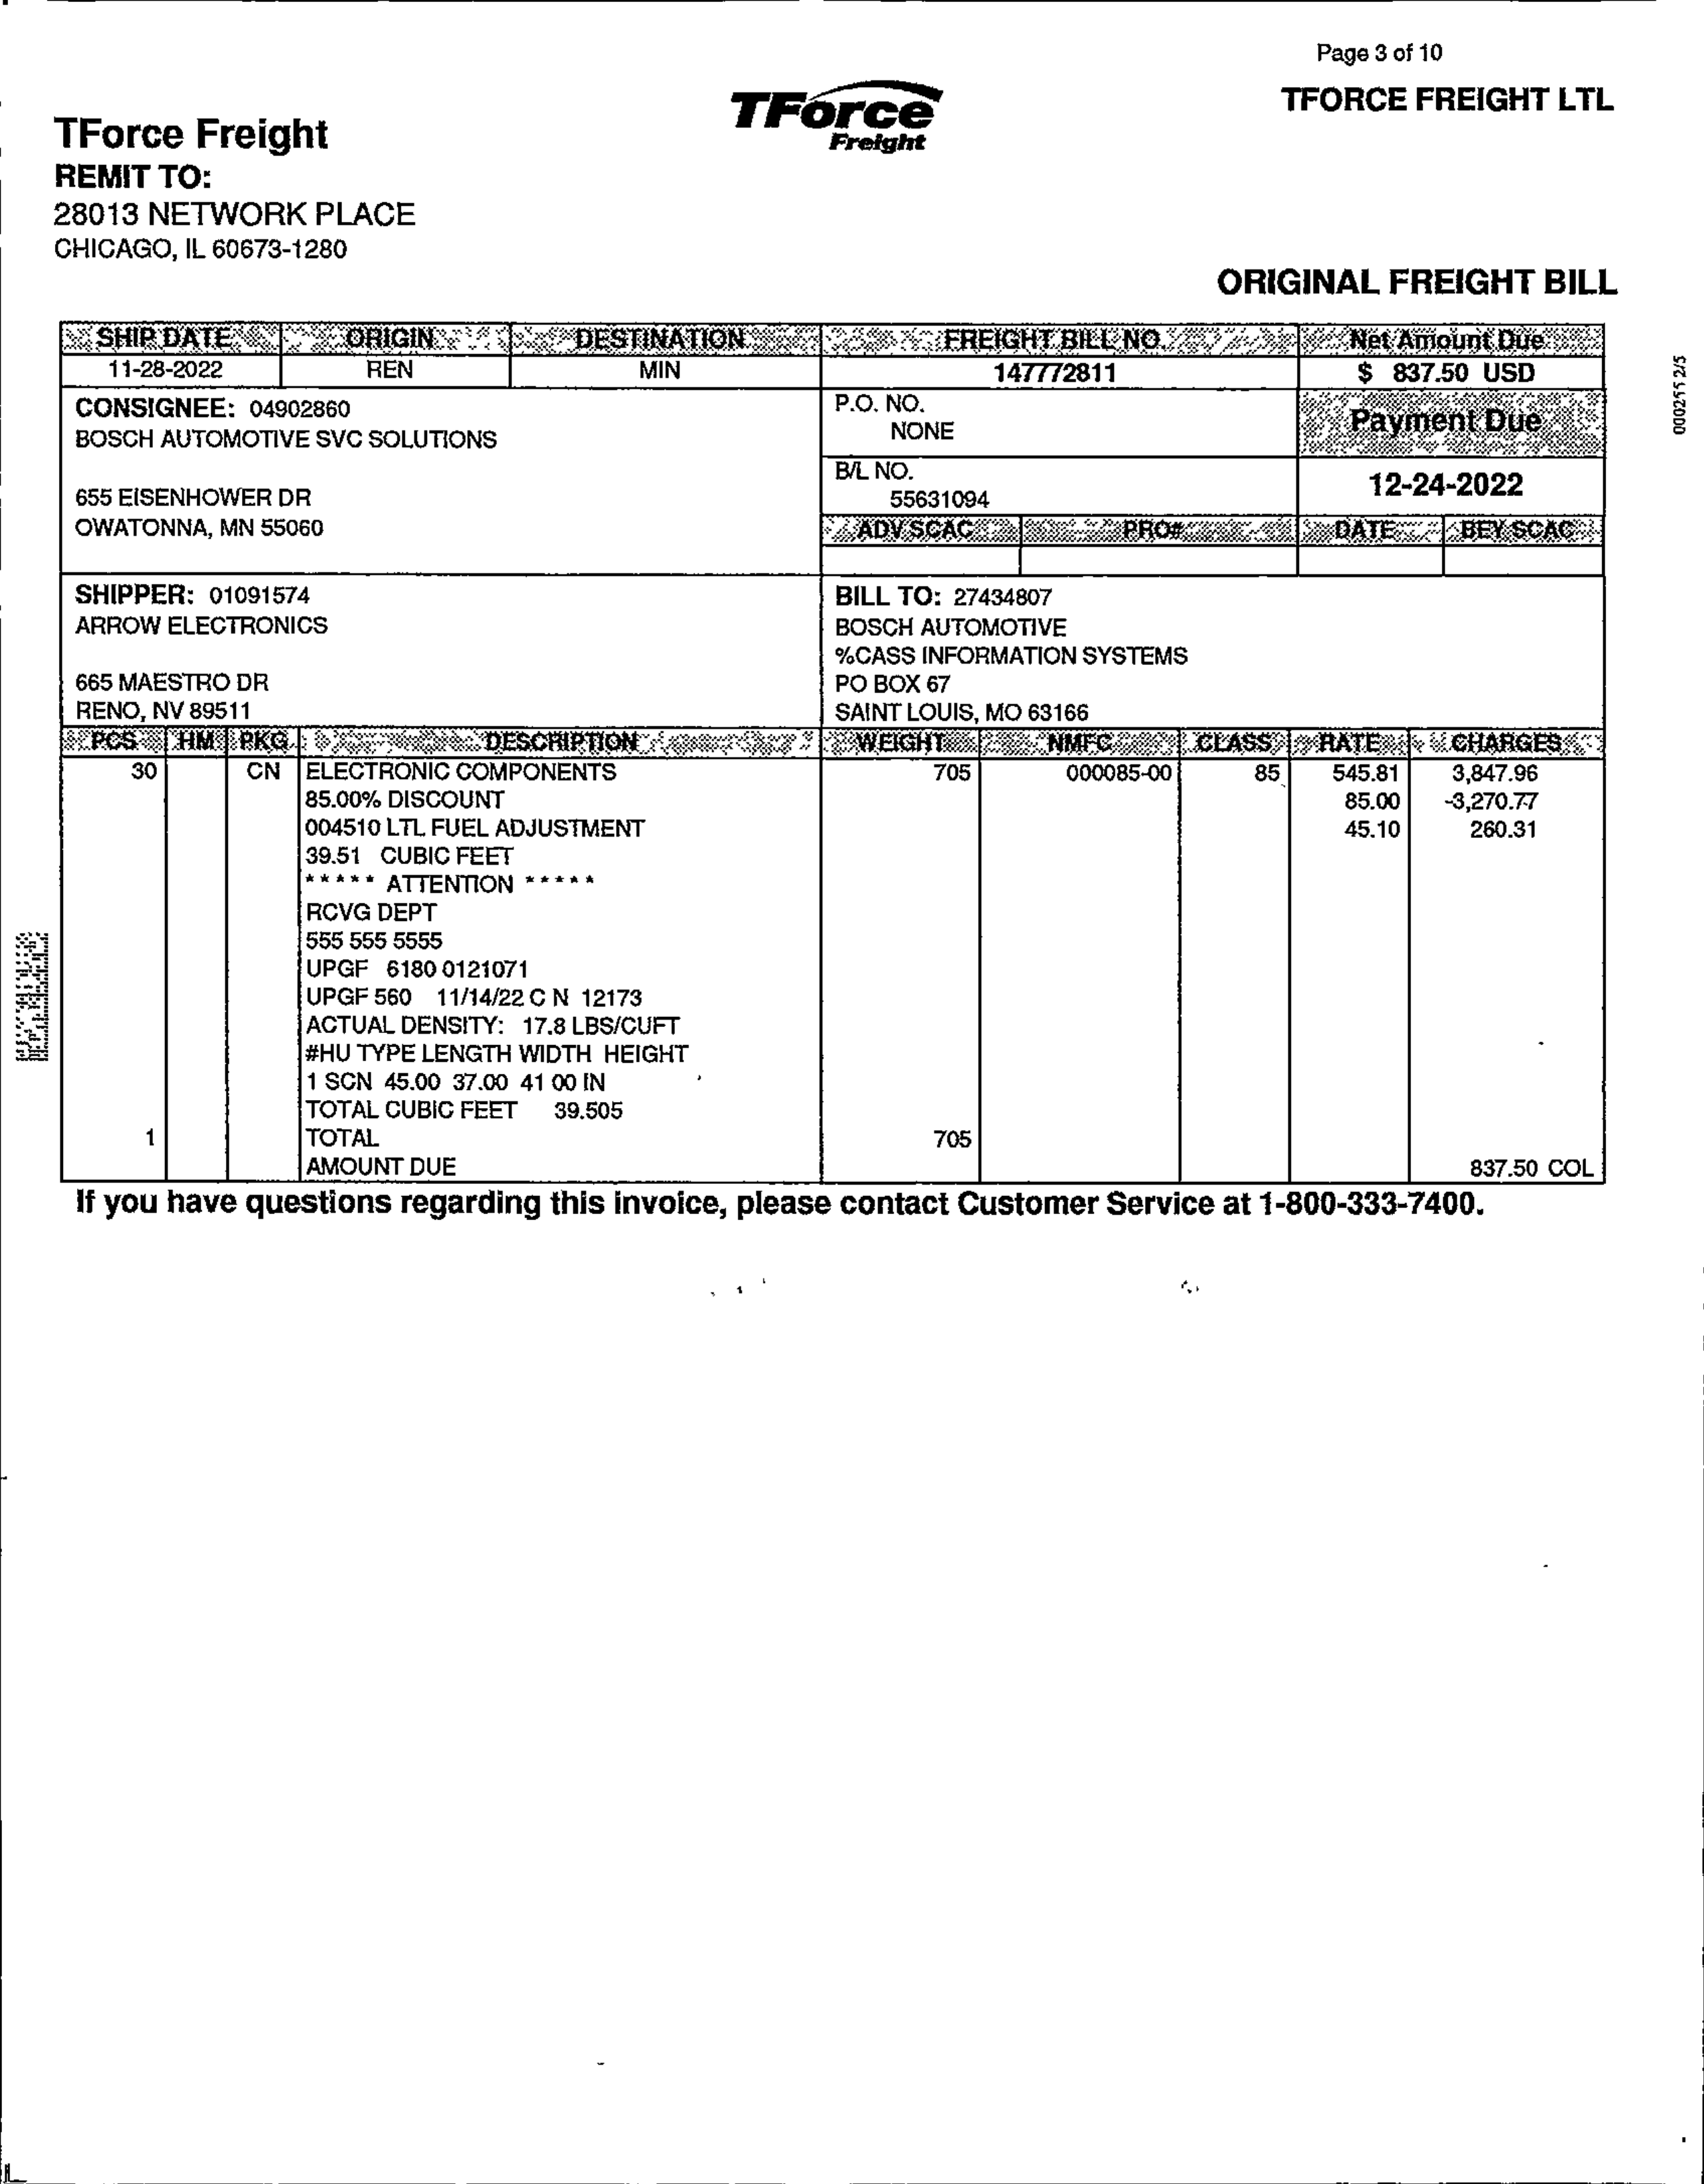 Page 3 of 10
TFORCE FREIGHT LTL
TForce
Freight
TForce Freight
REMIT TO:
28013 NETWORK PLACE
CHICAGO, IL 60673-1280
ORIGINAL FREIGHT BILL
SHIP DATE ORIGIN DESTINATION FREIGHT BILL NO. Net Amount Due
11-28-2022 REN MIN 147772811 $ 837.50 USD
000255 2/5
CONSIGNEE: 04902860
BOSCH AUTOMOTIVE SVC SOLUTIONS
655 EISENHOWER DR
OWATONNA, MN 55060
P.O. NO.
NONE
Payment Due
B/L NO.
55631094
12-24-2022
ADV SCAC PRO# DATE BEY SCAC
SHIPPER: 01091574
ARROW ELECTRONICS
665 MAESTRO DR
RENO, NV 89511
BILL TO: 27434807
BOSCH AUTOMOTIVE
%CASS INFORMATION SYSTEMS
PO BOX 67
SAINT LOUIS, MO 63166
PCS HM PKG DESCRIPTION WEIGHT NMFC CLASS RATE CHARGES
30 CN ELECTRONIC COMPONENTS 705 000085-00 85 545.81 3,847.96
85.00% DISCOUNT 85.00 -3,270.77
004510 LTL FUEL ADJUSTMENT 45.10 260.31
39.51 CUBIC FEET
***** ATTENTION *****
RCVG DEPT
555 555 5555
UPGF 6180 0121071
UPGF 560 11/14/22 C N 12173
ACTUAL DENSITY: 17.8 LBS/CUFT
#HU TYPE LENGTH WIDTH HEIGHT
1 SCN 45.00 37.00 41 00 IN
TOTAL CUBIC FEET 39.505
1 TOTAL 705
AMOUNT DUE 837.50 COL
If you have questions regarding this invoice, please contact Customer Service at 1-800-333-7400.